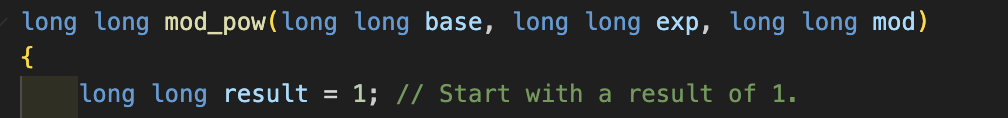 long long mod_pow(long long base, long long exp, long long mod)
{
    long long result = 1; // Start with a result of 1.